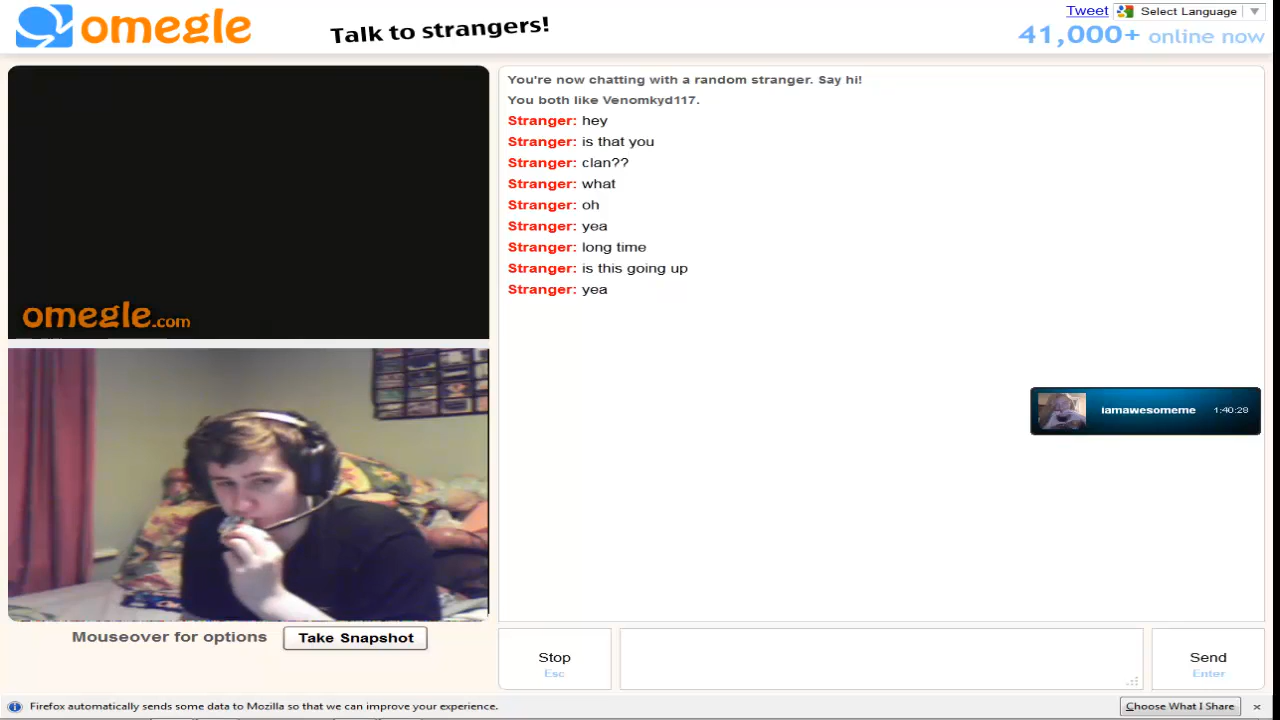 omegle
Talk to strangers!
Tweet
Select Language
41,000+ online now
You're now chatting with a random stranger. Say hi!
You both like Venomkyd117.
Stranger: hey
Stranger: is that you
Stranger: clan??
Stranger: what
Stranger: oh
Stranger: yea
Stranger: long time
Stranger: is this going up
Stranger: yea
omegle.com
iamawesomeme 1:40:28
Mouseover for options
Take Snapshot
Stop
Esc
Send
Enter
Firefox automatically sends some data to Mozilla so that we can improve your experience.
Choose What I Share